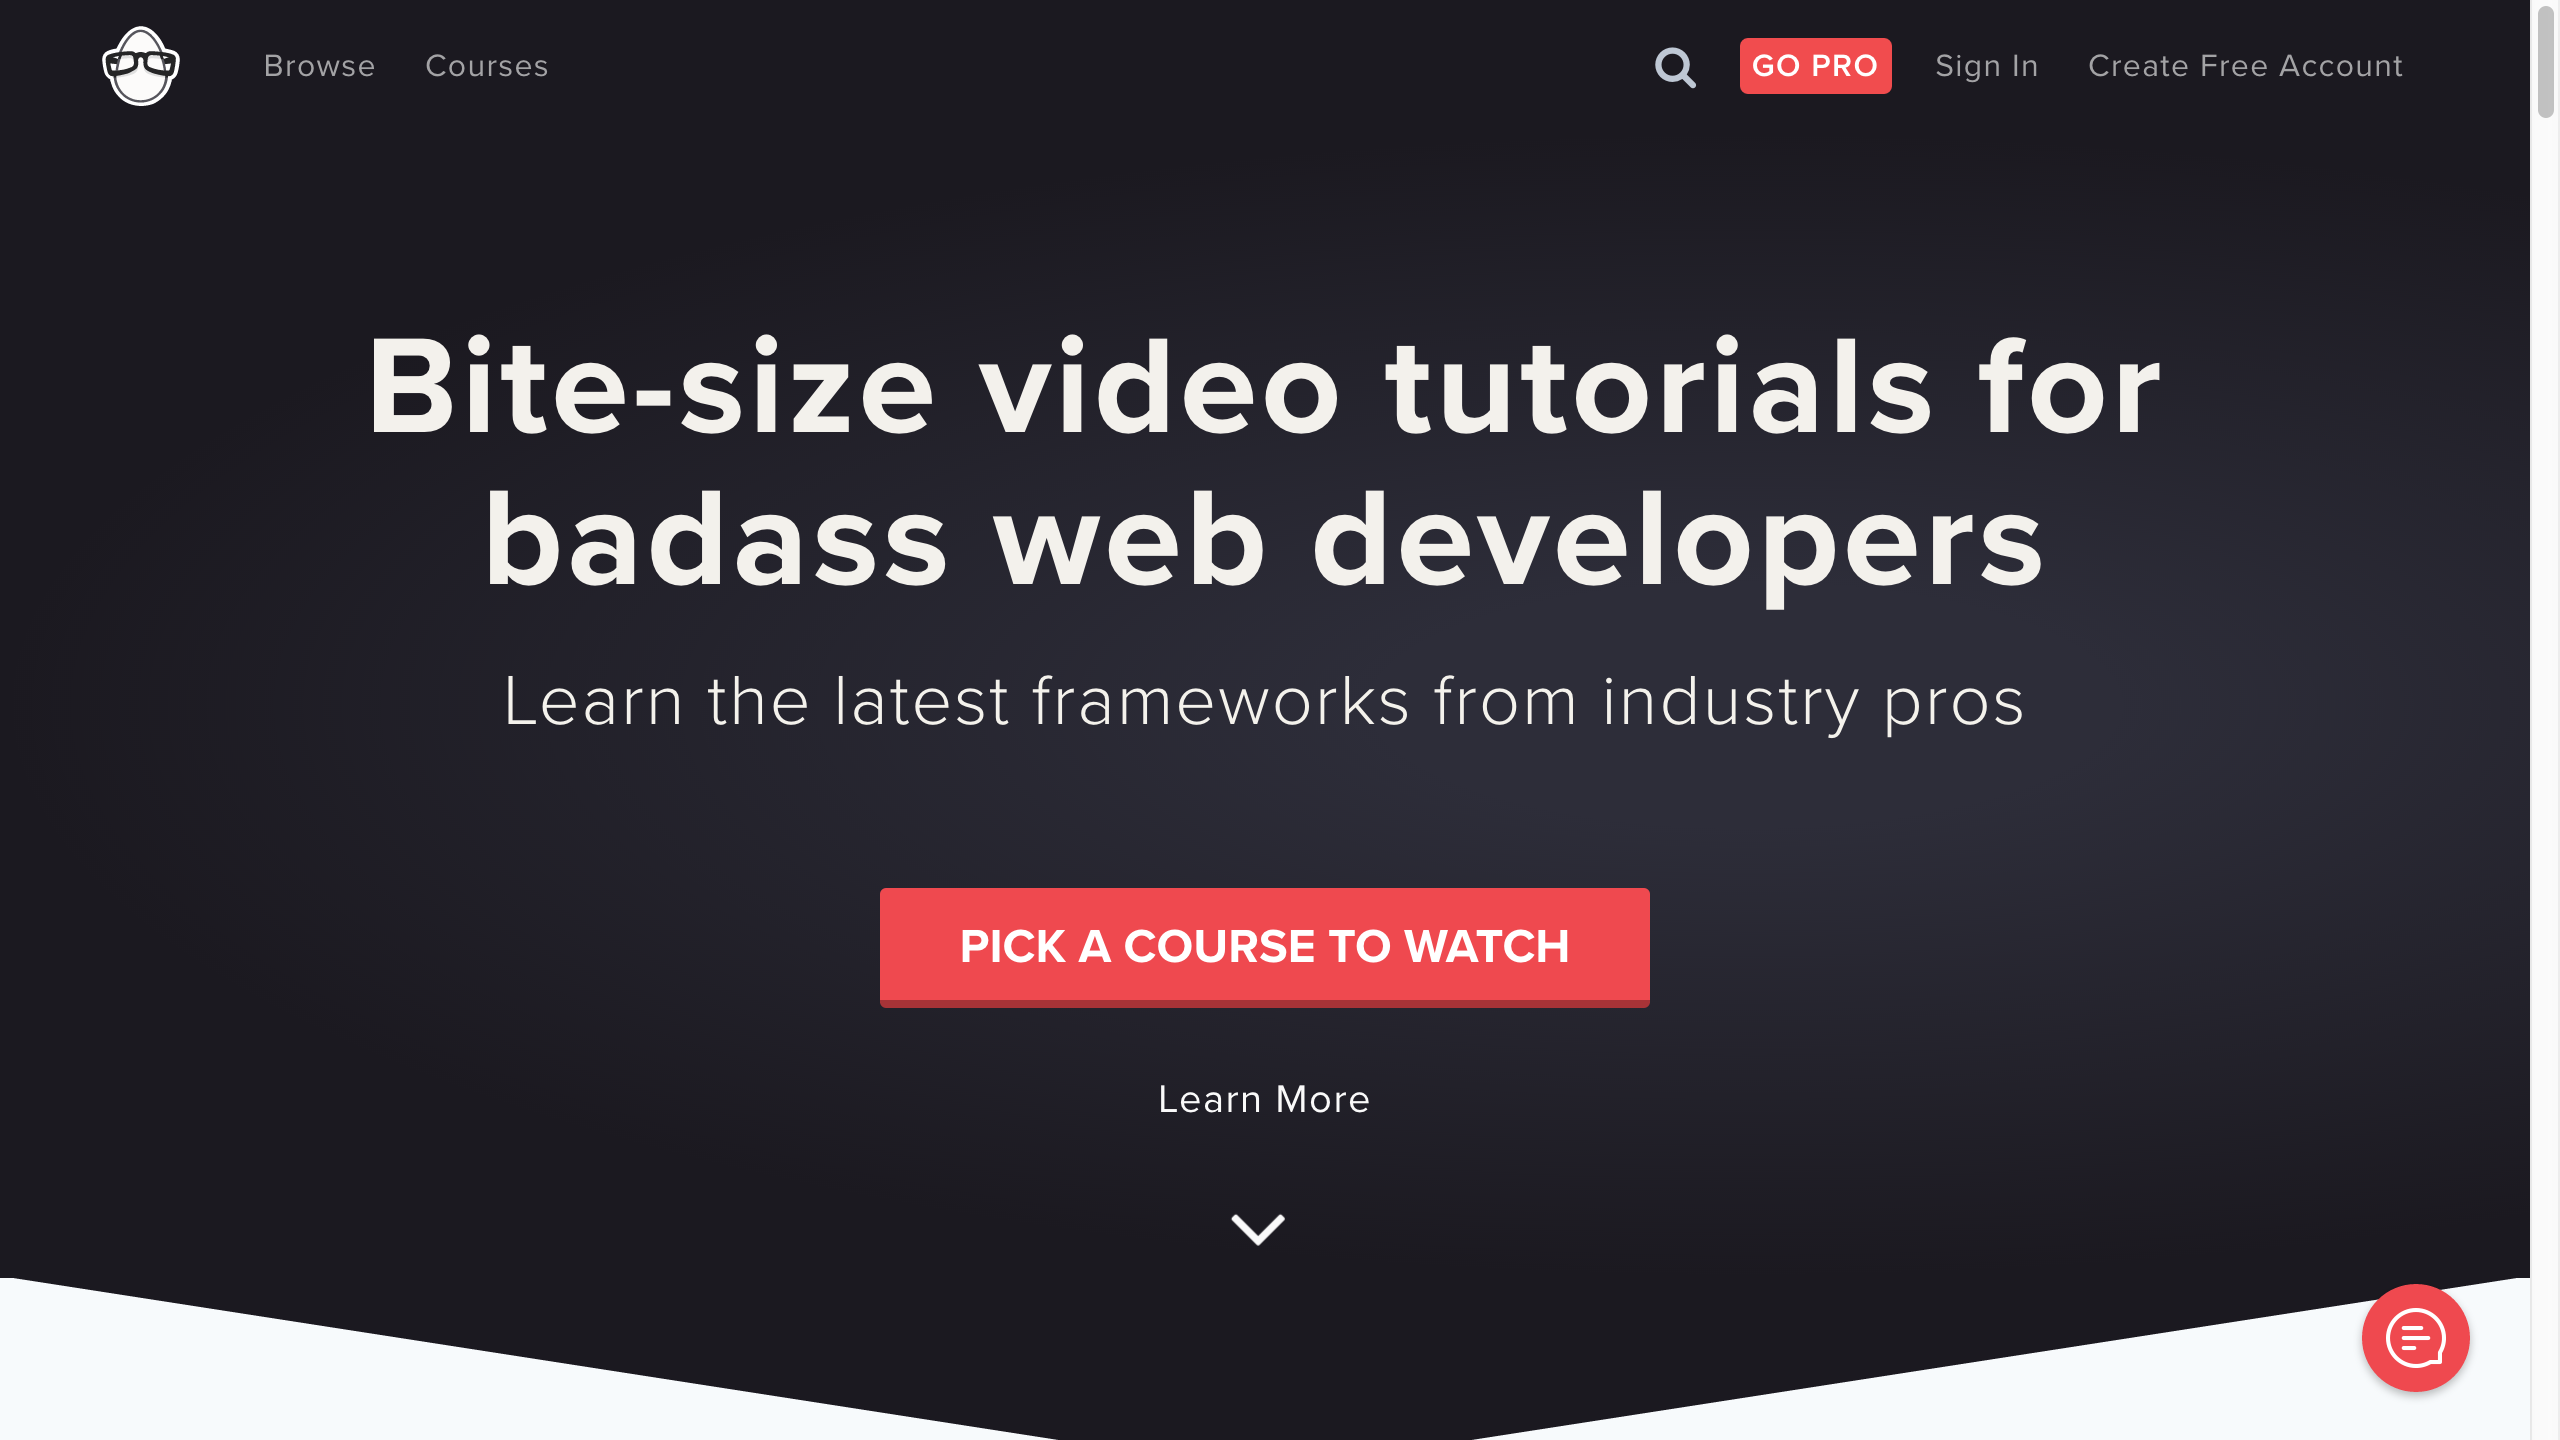 Browse Courses GO PRO Sign In Create Free Account
Bite-size video tutorials for
badass web developers
Learn the latest frameworks from industry pros
PICK A COURSE TO WATCH
Learn More